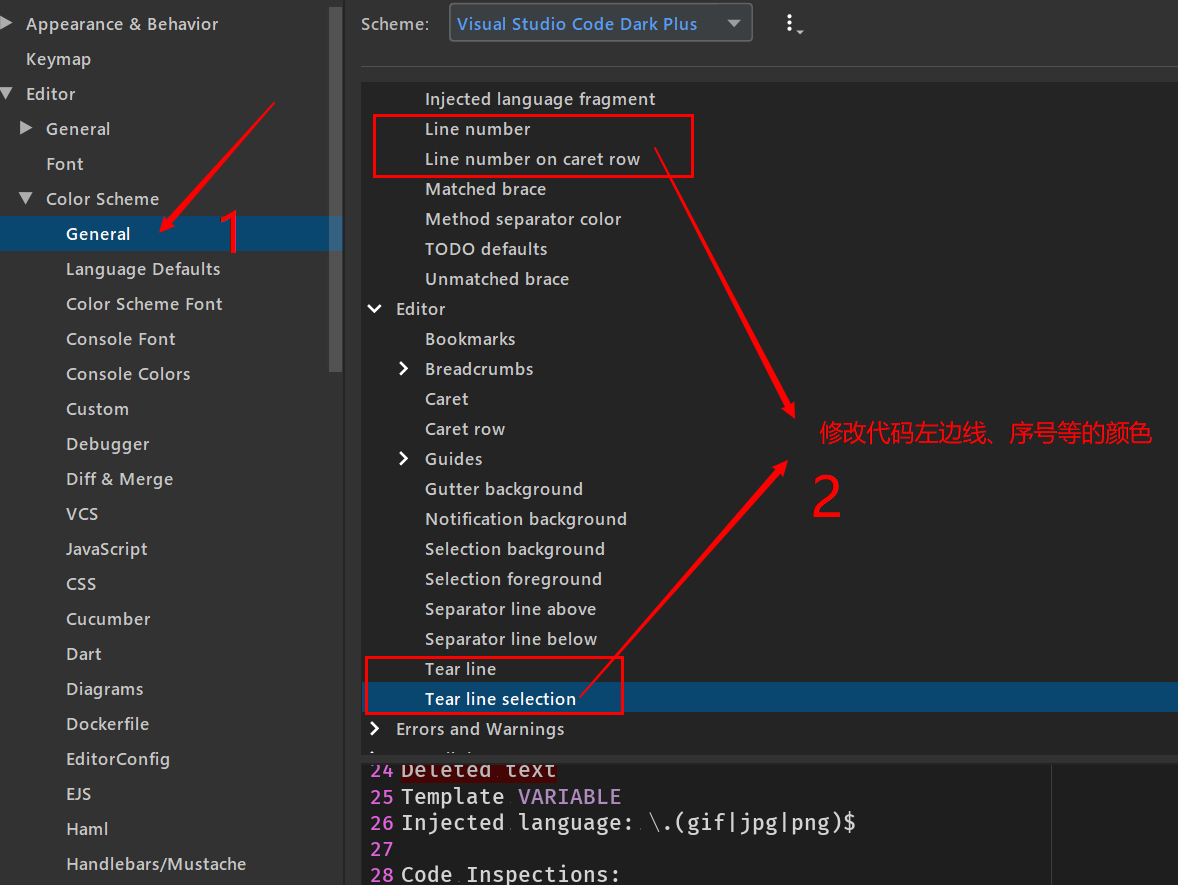 Appearance & Behavior
Keymap
Editor
General
Font
Color Scheme
General
Language Defaults
Color Scheme Font
Console Font
Console Colors
Custom
Debugger
Diff & Merge
VCS
JavaScript
CSS
Cucumber
Dart
Diagrams
Dockerfile
EditorConfig
EJS
Haml
Handlebars/Mustache
1
Scheme: Visual Studio Code Dark Plus
Injected language fragment
Line number
Line number on caret row
Matched brace
Method separator color
TODO defaults
Unmatched brace
Editor
Bookmarks
Breadcrumbs
Caret
Caret row
Guides
Gutter background
Notification background
Selection background
Selection foreground
Separator line above
Separator line below
Tear line
Tear line selection
Errors and Warnings
修改代码左边线、序号等的颜色
2
24 Deleted text
25 Template VARIABLE
26 Injected language: \.(gif|jpg|png)$
27
28 Code Inspections: